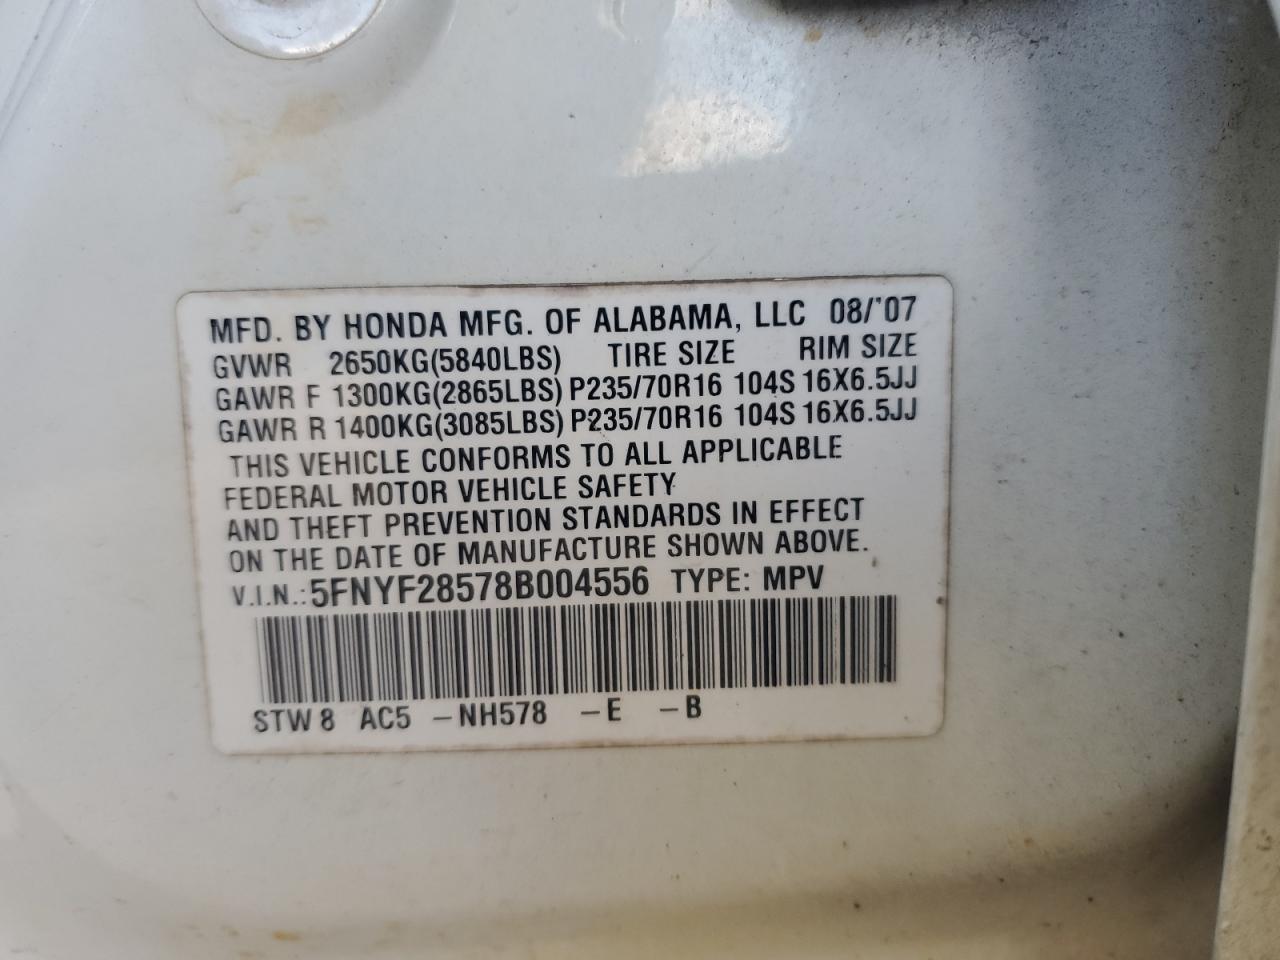 MFD. BY HONDA MFG. OF ALABAMA, LLC 08/'07
GVWR 2650KG(5840LBS) TIRE SIZE RIM SIZE
GAWR F 1300KG(2865LBS) P235/70R16 104S 16X6.5JJ
GAWR R 1400KG(3085LBS) P235/70R16 104S 16X6.5JJ
THIS VEHICLE CONFORMS TO ALL APPLICABLE
FEDERAL MOTOR VEHICLE SAFETY
AND THEFT PREVENTION STANDARDS IN EFFECT
ON THE DATE OF MANUFACTURE SHOWN ABOVE.
V.I.N.: 5FNYF28578B004556 TYPE: MPV
STW8 AC5 -NH578 -E -B